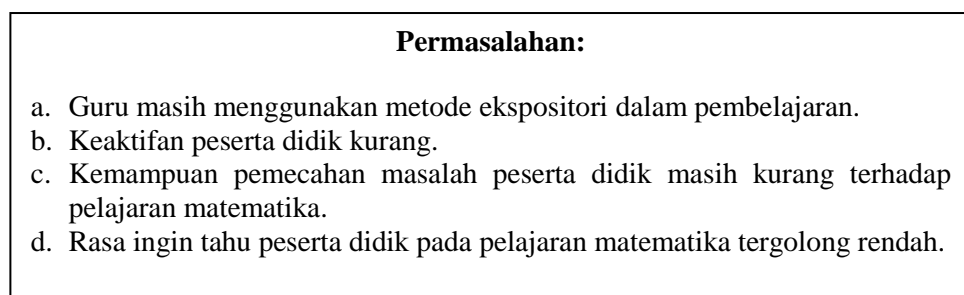 Permasalahan:
a. Guru masih menggunakan metode ekspositori dalam pembelajaran.
b. Keaktifan peserta didik kurang.
c. Kemampuan pemecahan masalah peserta didik masih kurang terhadap
pelajaran matematika.
d. Rasa ingin tahu peserta didik pada pelajaran matematika tergolong rendah.